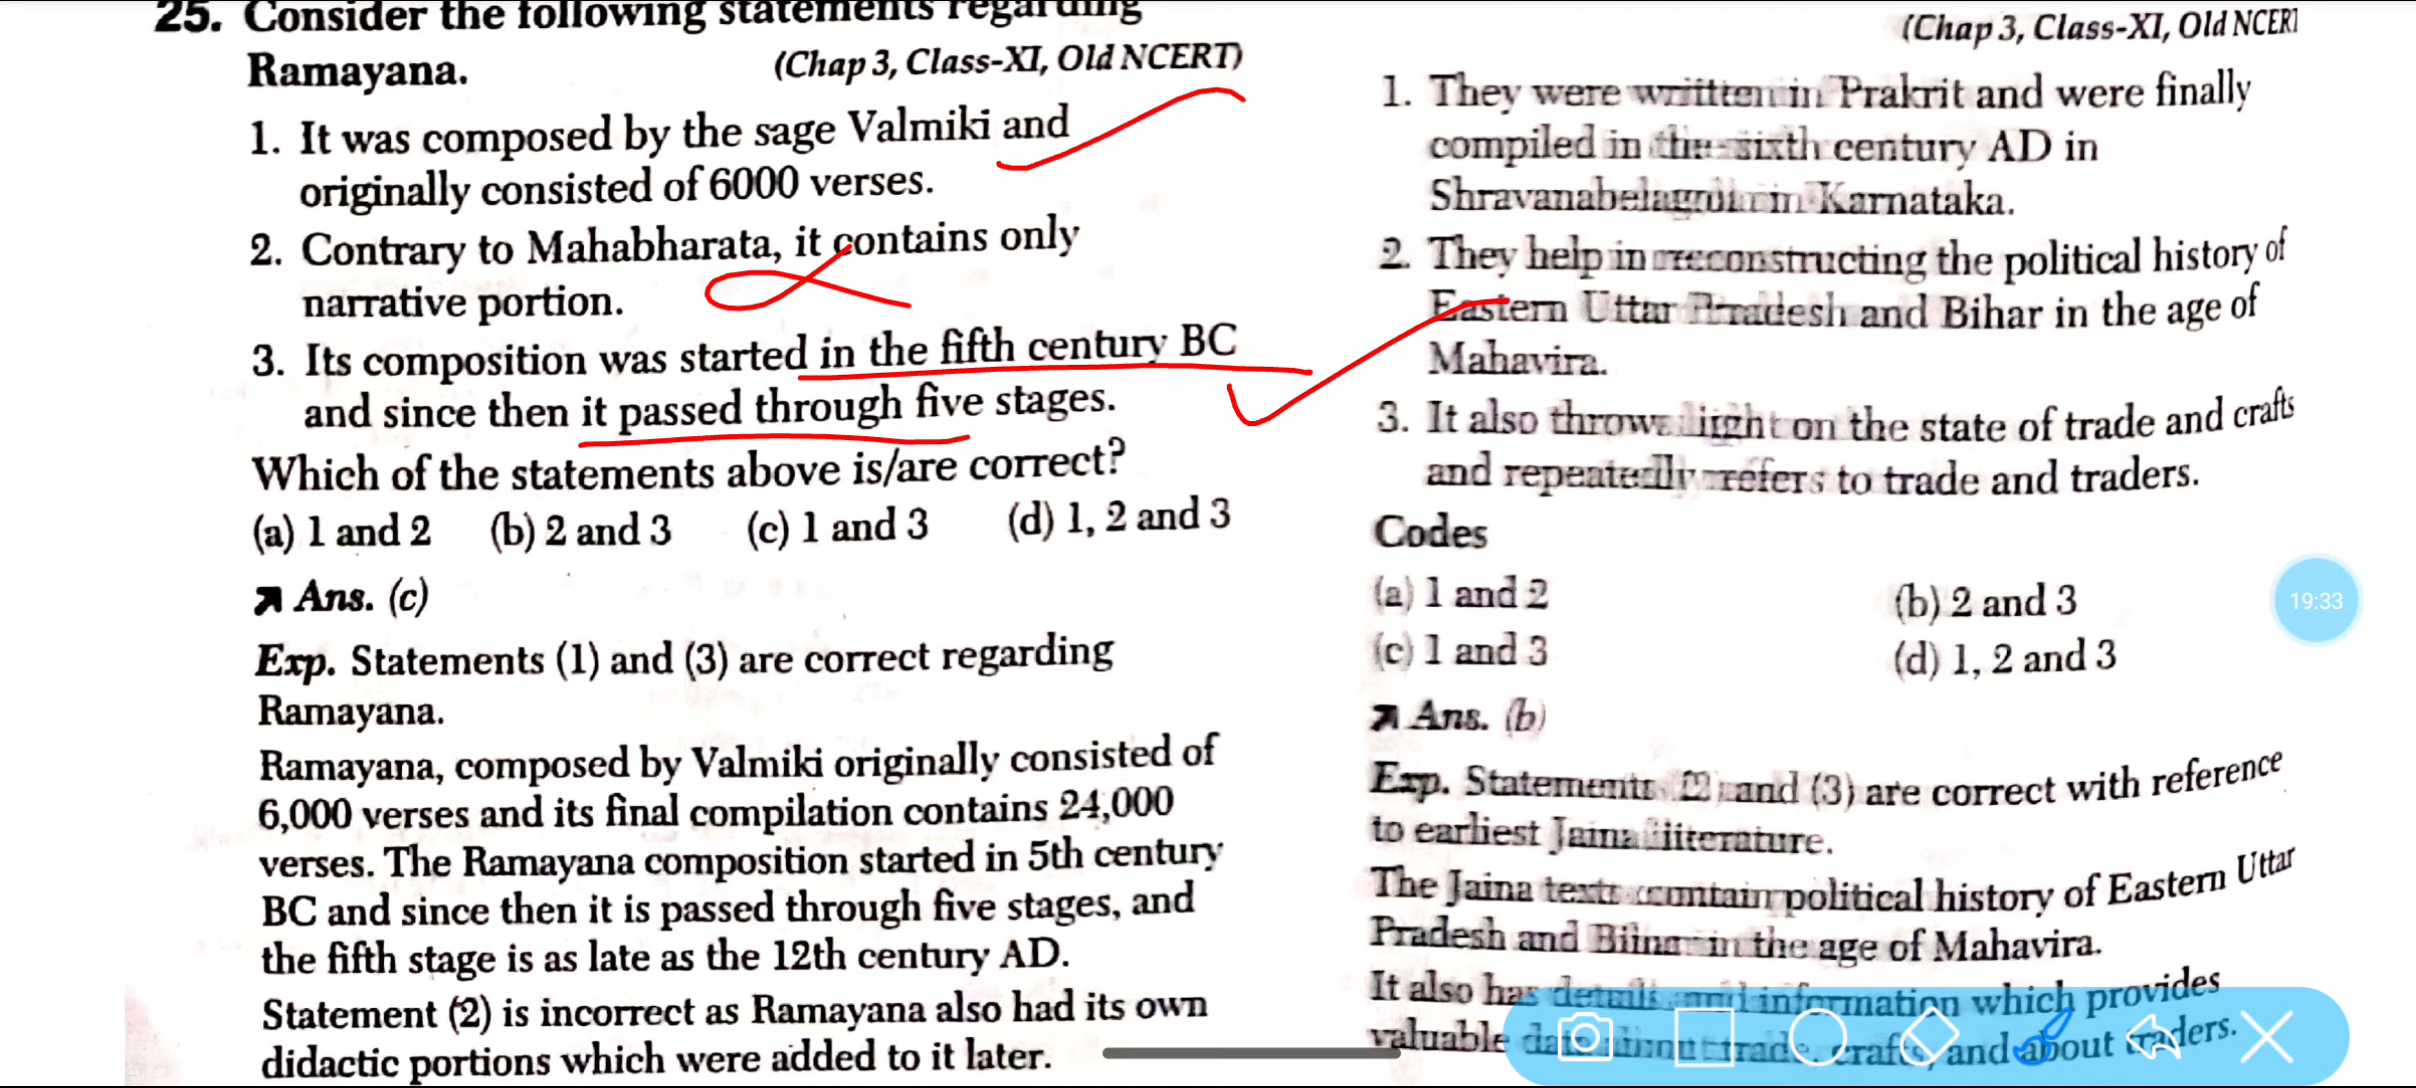 25. Consider the following statements regarding
Ramayana. (Chap 3, Class-XI, Old NCERT)
1. It was composed by the sage Valmiki and
originally consisted of 6000 verses.
2. Contrary to Mahabharata, it contains only
narrative portion.
3. Its composition was started in the fifth century BC
and since then it passed through five stages.
Which of the statements above is/are correct?
(a) 1 and 2 (b) 2 and 3 (c) 1 and 3 (d) 1, 2 and 3
Ans. (c)
Exp. Statements (1) and (3) are correct regarding
Ramayana.
Ramayana, composed by Valmiki originally consisted of
6,000 verses and its final compilation contains 24,000
verses. The Ramayana composition started in 5th century
BC and since then it is passed through five stages, and
the fifth stage is as late as the 12th century AD.
Statement (2) is incorrect as Ramayana also had its own
didactic portions which were added to it later.
(Chap 3, Class-XI, Old NCERT
1. They were written in Prakrit and were finally
compiled in the sixth century AD in
Shravanabelagola in Karnataka.
2. They help in reconstructing the political history of
Eastern Uttar Pradesh and Bihar in the age of
Mahavira.
3. It also throws light on the state of trade and crafts
and repeatedly refers to trade and traders.
Codes
(a) 1 and 2 (b) 2 and 3
(c) 1 and 3 (d) 1, 2 and 3
Ans. (b)
Exp. Statements (2) and (3) are correct with reference
to earliest Jaina literature.
The Jaina texts contain political history of Eastern Uttar
Pradesh and Bihar in the age of Mahavira.
It also has details and information which provides
valuable data about trade, crafts, and about traders.
19:33